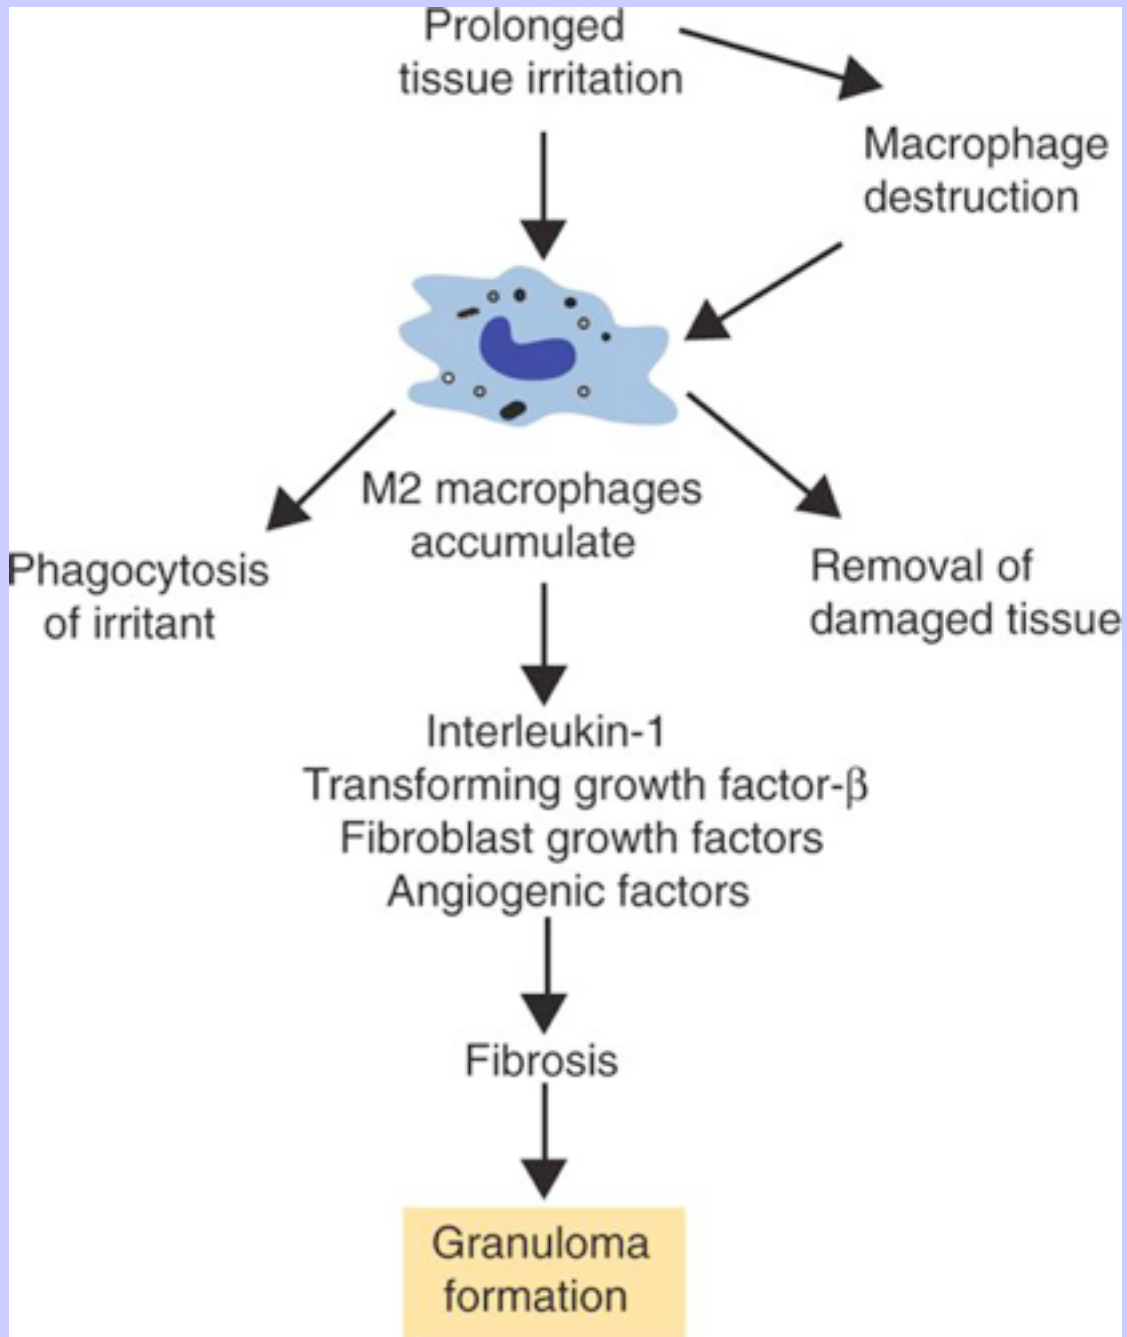 Prolonged
tissue irritation
Macrophage
destruction
M2 macrophages
accumulate
Phagocytosis
of irritant
Removal of
damaged tissue
Interleukin-1
Transforming growth factor-β
Fibroblast growth factors
Angiogenic factors
Fibrosis
Granuloma
formation